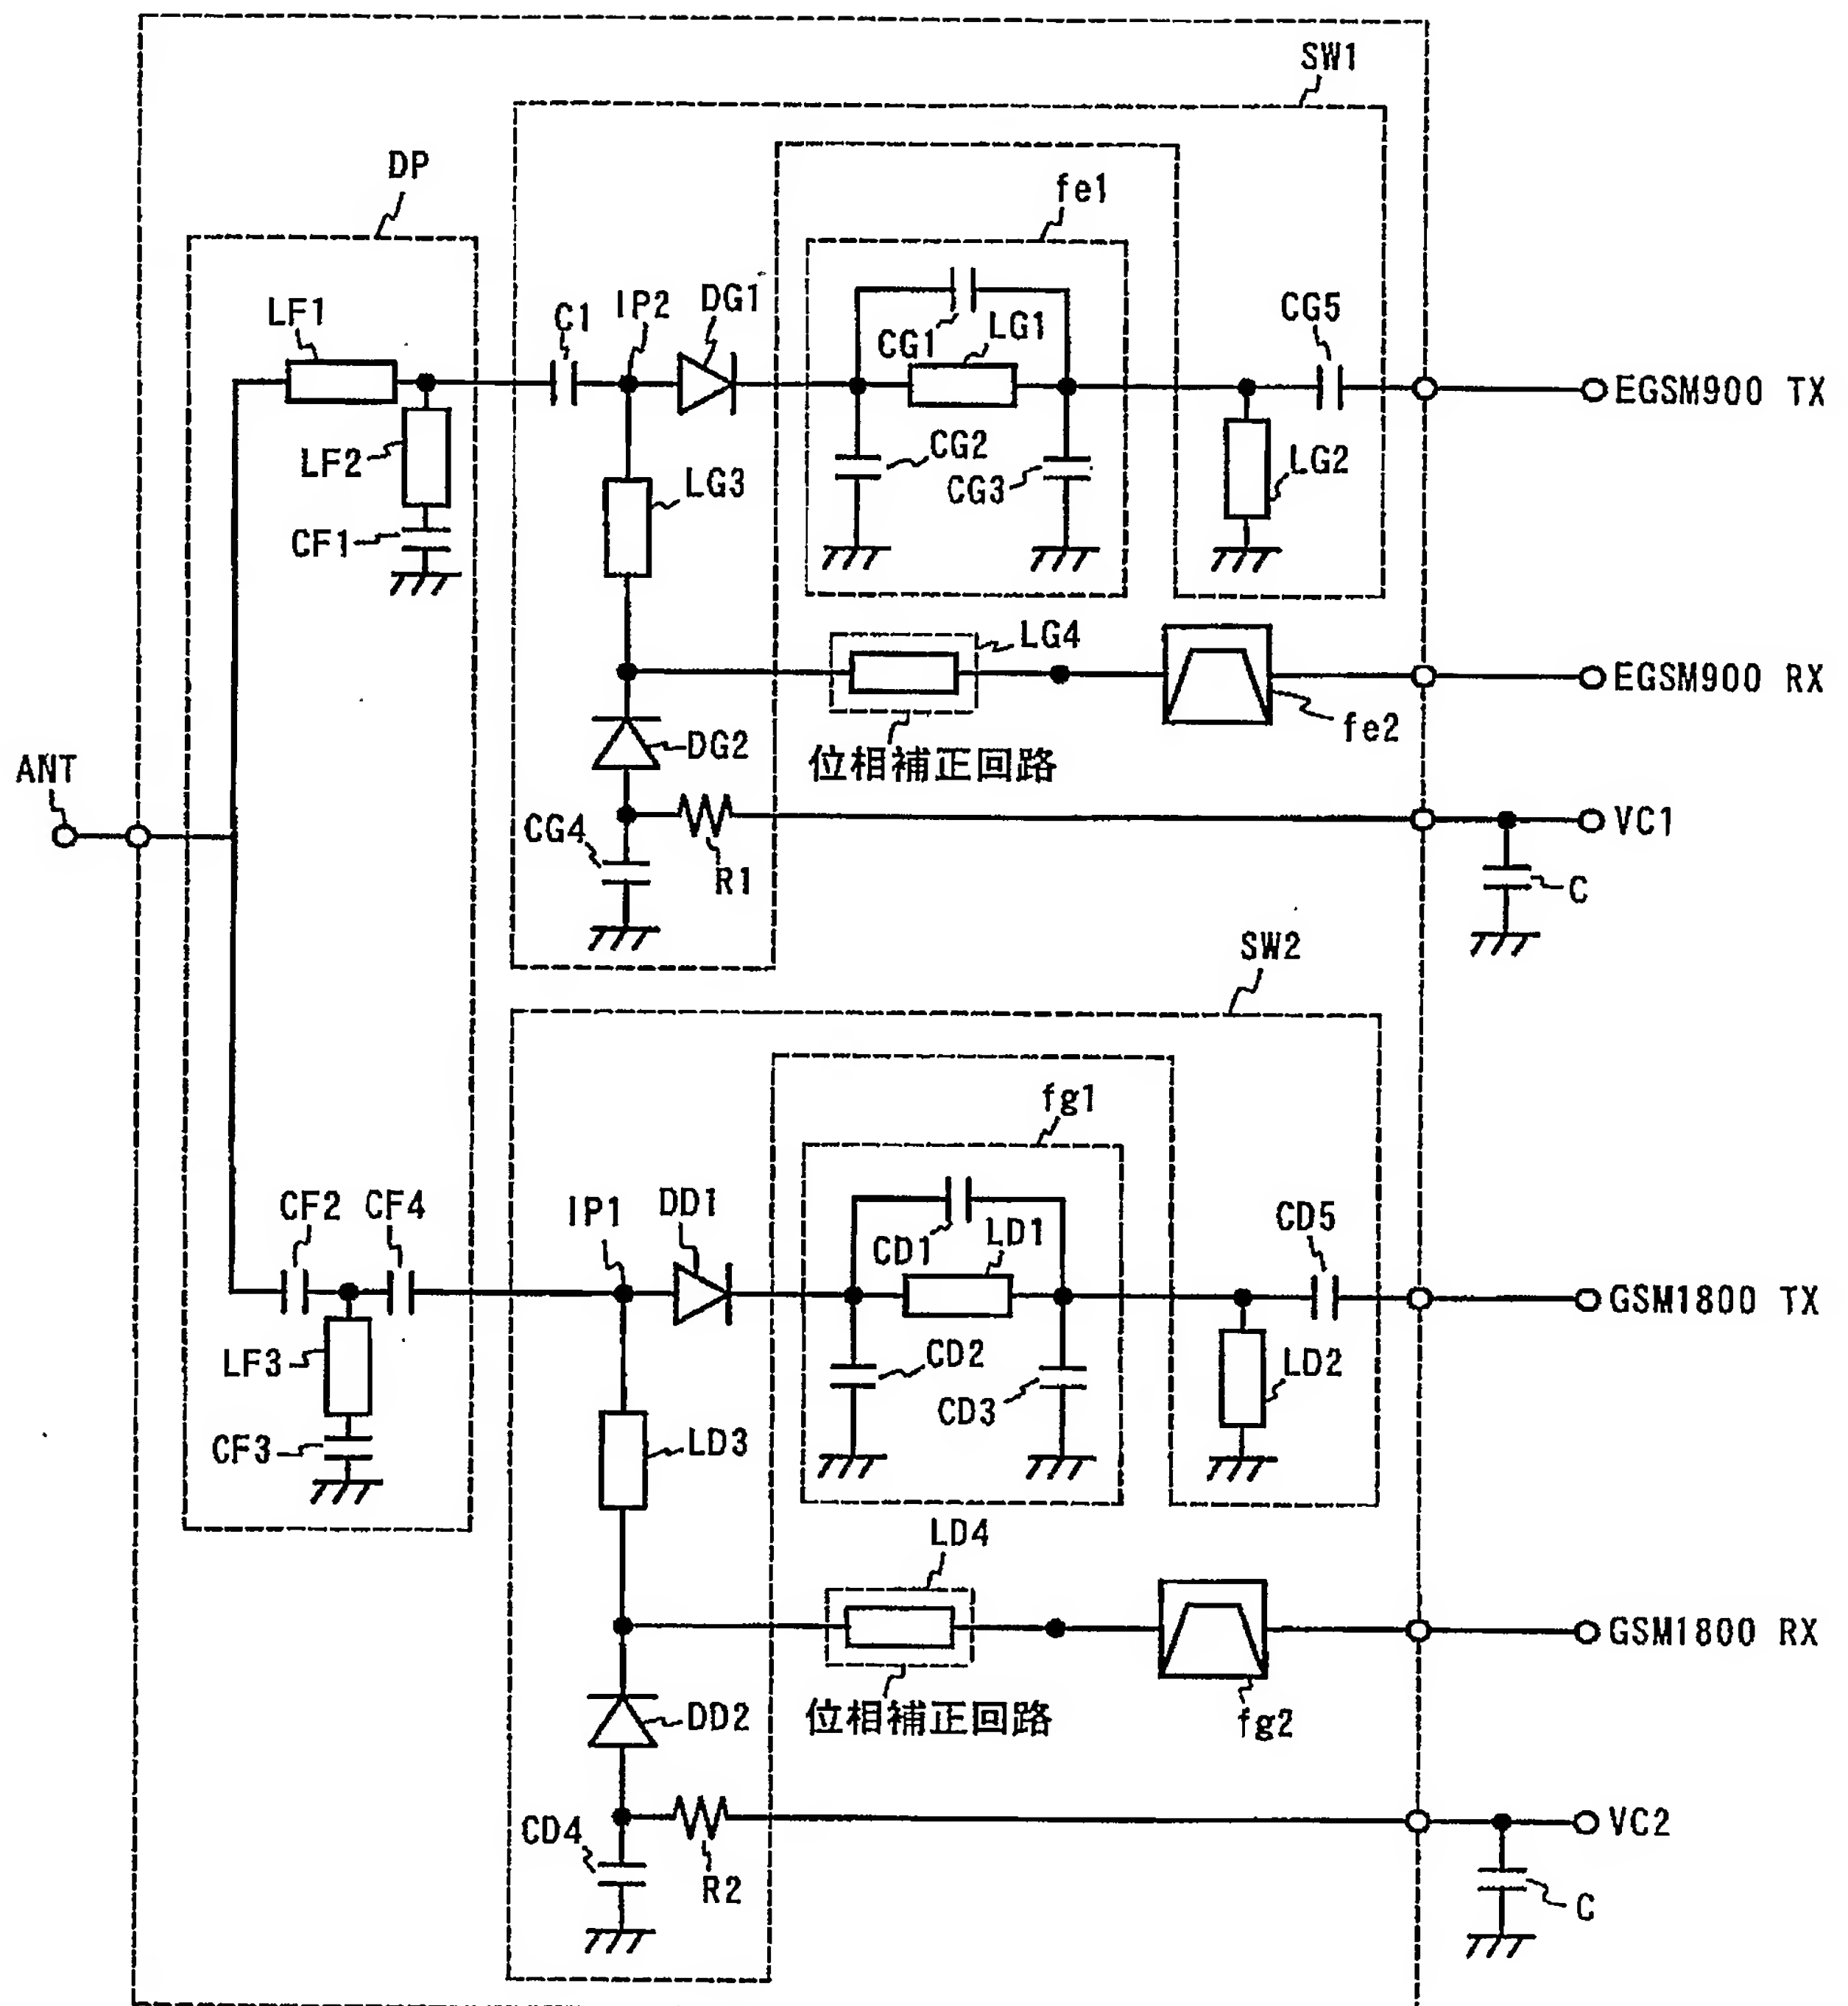 SW1
DP
fe1
LF1
C1
IP2
DG1
CG1
LG1
CG5
EGSM900 TX
LF2
CG2
CG3
LG2
LG3
CF1
LG4
EGSM900 RX
fe2
DG2
位相補正回路
ANT
CG4
R1
VC1
C
SW2
fg1
CF2
CF4
IP1
DD1
CD1
LD1
CD5
GSM1800 TX
LF3
CD2
CD3
LD2
CF3
LD3
LD4
GSM1800 RX
DD2
位相補正回路
fg2
CD4
R2
VC2
C